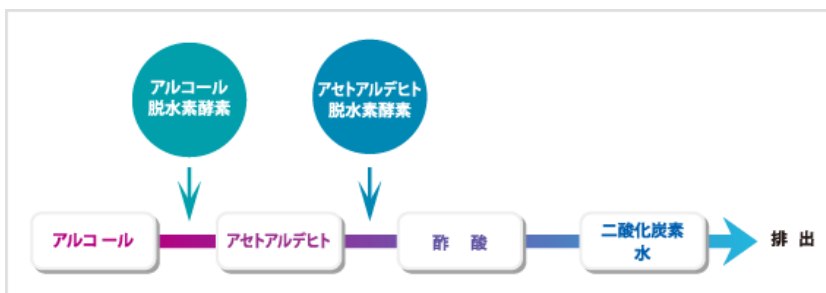 アルコール
脱水素酵素
アセトアルデヒト
脱水素酵素
アルコール
アセトアルデヒト
酢 酸
二酸化炭素
水
排 出